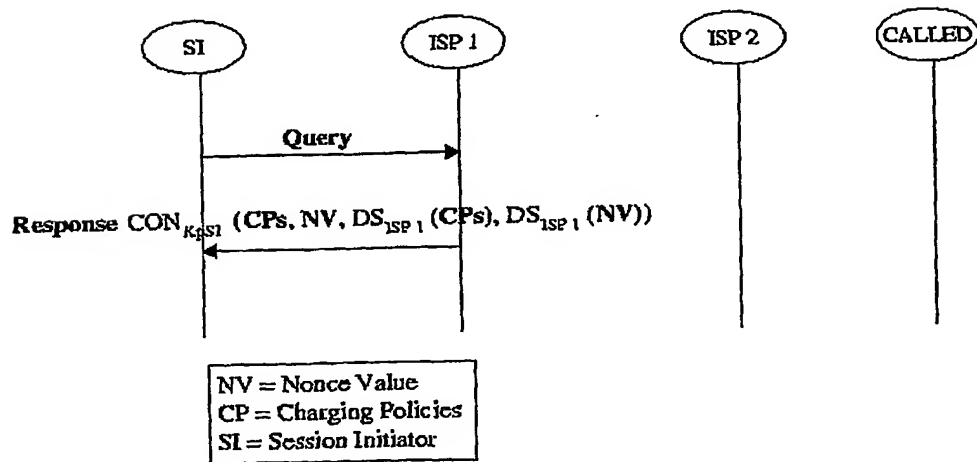 SI
ISP 1
ISP 2
CALLED
Query
Response CON_KpSI (CPs, NV, DS_ISP 1 (CPs), DS_ISP 1 (NV))
NV = Nonce Value
CP = Charging Policies
SI = Session Initiator